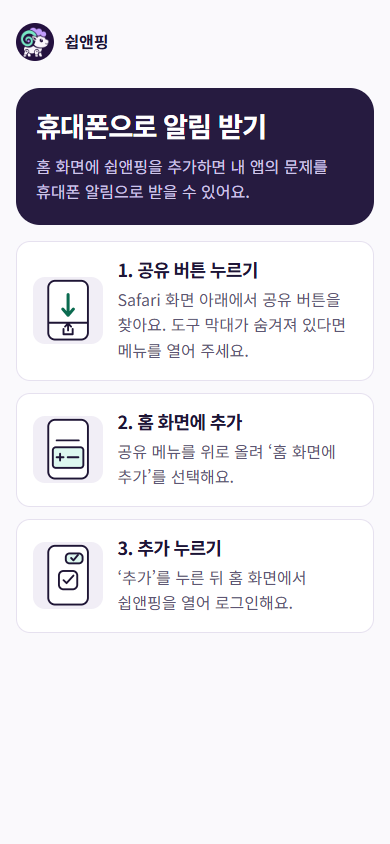 쉽앤핑
휴대폰으로 알림 받기
홈 화면에 쉽앤핑을 추가하면 내 앱의 문제를
휴대폰 알림으로 받을 수 있어요.
1. 공유 버튼 누르기
Safari 화면 아래에서 공유 버튼을
찾아요. 도구 막대가 숨겨져 있다면
메뉴를 열어 주세요.
2. 홈 화면에 추가
공유 메뉴를 위로 올려 ‘홈 화면에
추가’를 선택해요.
3. 추가 누르기
‘추가’를 누른 뒤 홈 화면에서
쉽앤핑을 열어 로그인해요.